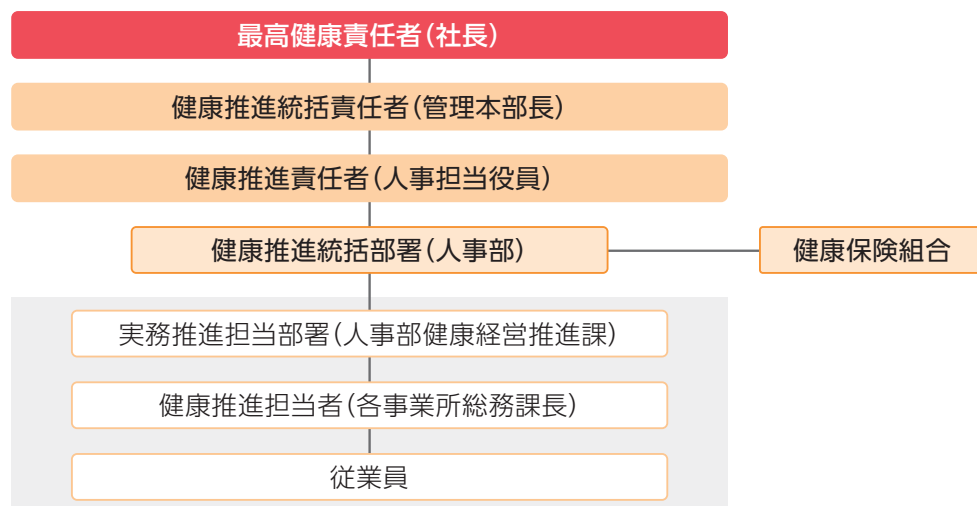 最高健康責任者(社長)
健康推進統括責任者(管理本部長)
健康推進責任者(人事担当役員)
健康推進統括部署(人事部)
健康保険組合
実務推進担当部署(人事部健康経営推進課)
健康推進担当者(各事業所総務課長)
従業員